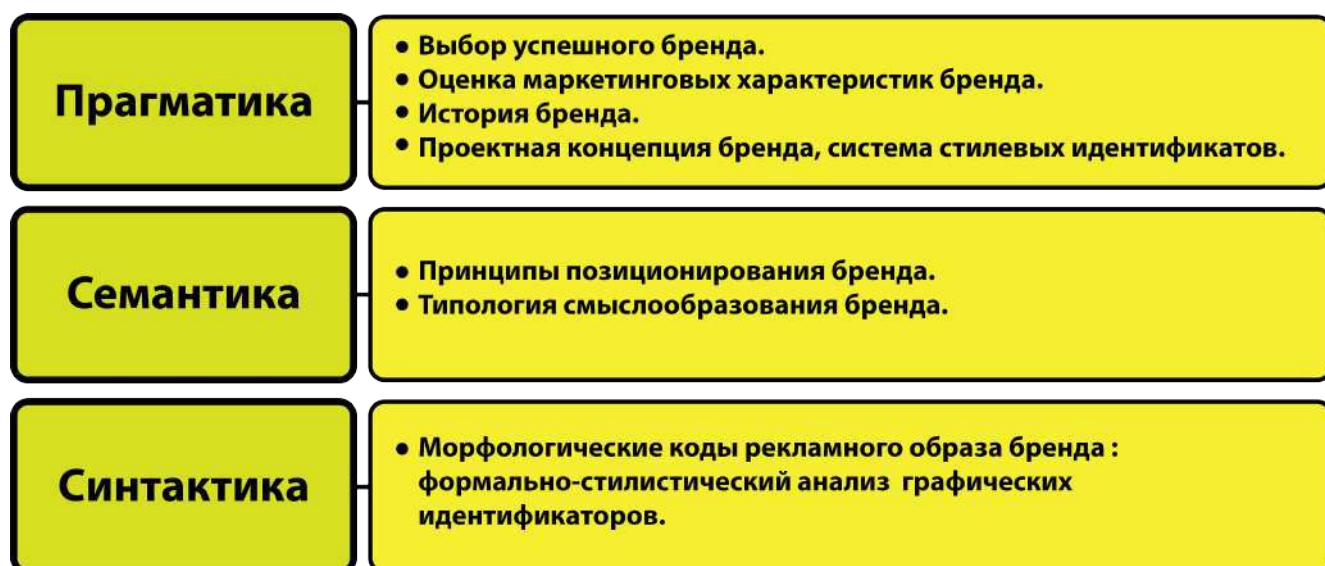 Прагматика
• Выбор успешного бренда.
• Оценка маркетинговых характеристик бренда.
• История бренда.
• Проектная концепция бренда, система стилевых идентификатов.
Семантика
• Принципы позиционирования бренда.
• Типология смыслообразования бренда.
Синтактика
• Морфологические коды рекламного образа бренда :
формально-стилистический анализ графических
идентификаторов.